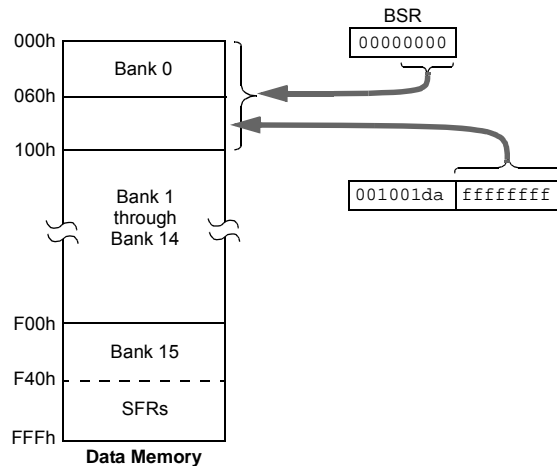 BSR
00000000
000h
Bank 0
060h
100h
001001da ffffffff
Bank 1
through
Bank 14
F00h
Bank 15
F40h
SFRs
FFFh
Data Memory